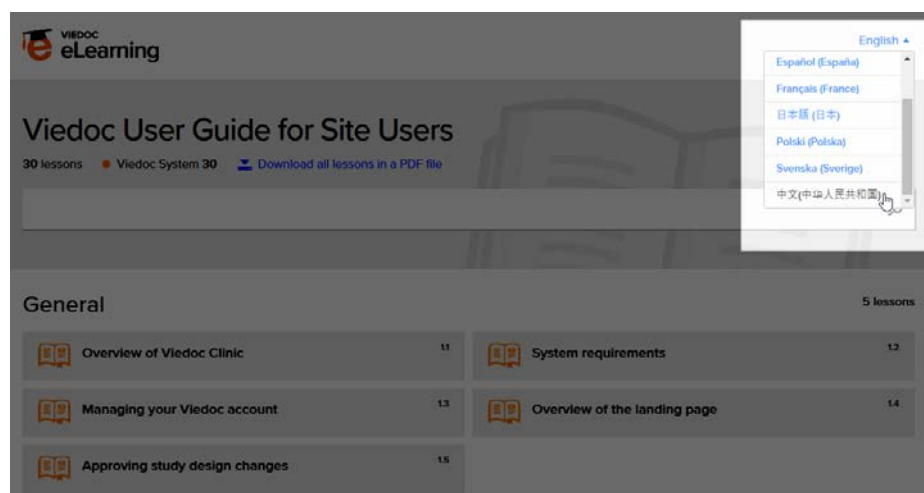 VIEDOC
eLearning
English
Español (España)
Français (France)
日本語 (日本)
Polski (Polska)
Svenska (Sverige)
中文(中华人民共和国)
Viedoc User Guide for Site Users
30 lessons Viedoc System 30 Download all lessons in a PDF file
General 5 lessons
Overview of Viedoc Clinic 1.1
System requirements 1.2
Managing your Viedoc account 1.3
Overview of the landing page 1.4
Approving study design changes 1.5